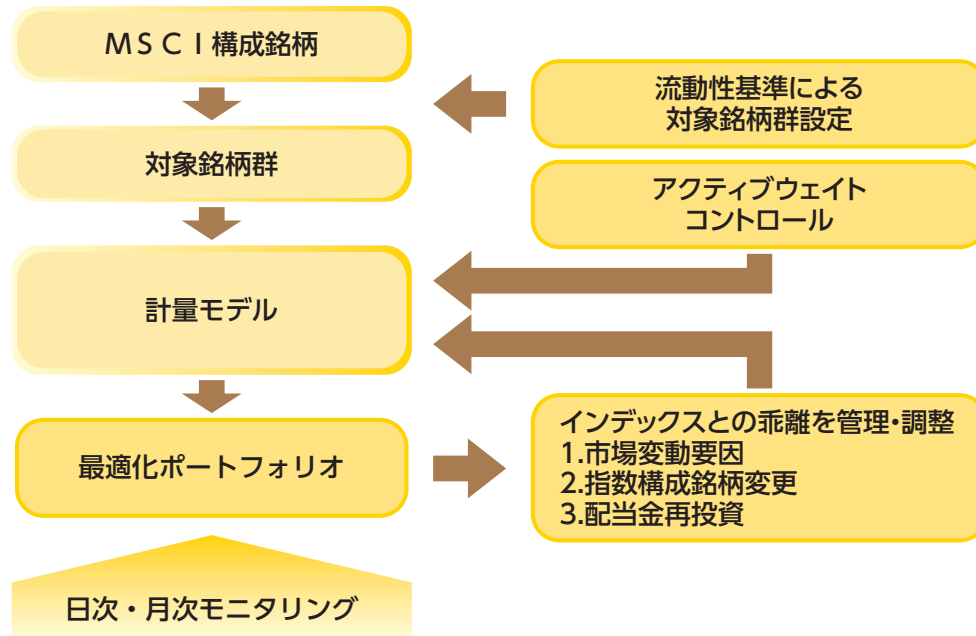 ＭＳＣＩ構成銘柄
流動性基準による
対象銘柄群設定
対象銘柄群
アクティブウェイト
コントロール
計量モデル
最適化ポートフォリオ
インデックスとの乖離を管理・調整
1.市場変動要因
2.指数構成銘柄変更
3.配当金再投資
日次・月次モニタリング